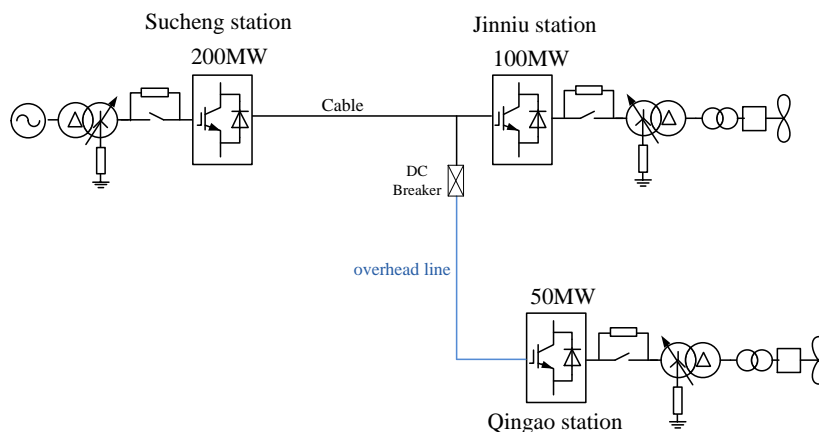 Sucheng station
Jinniu station
200MW
100MW
Cable
DC
Breaker
overhead line
50MW
Qingao station